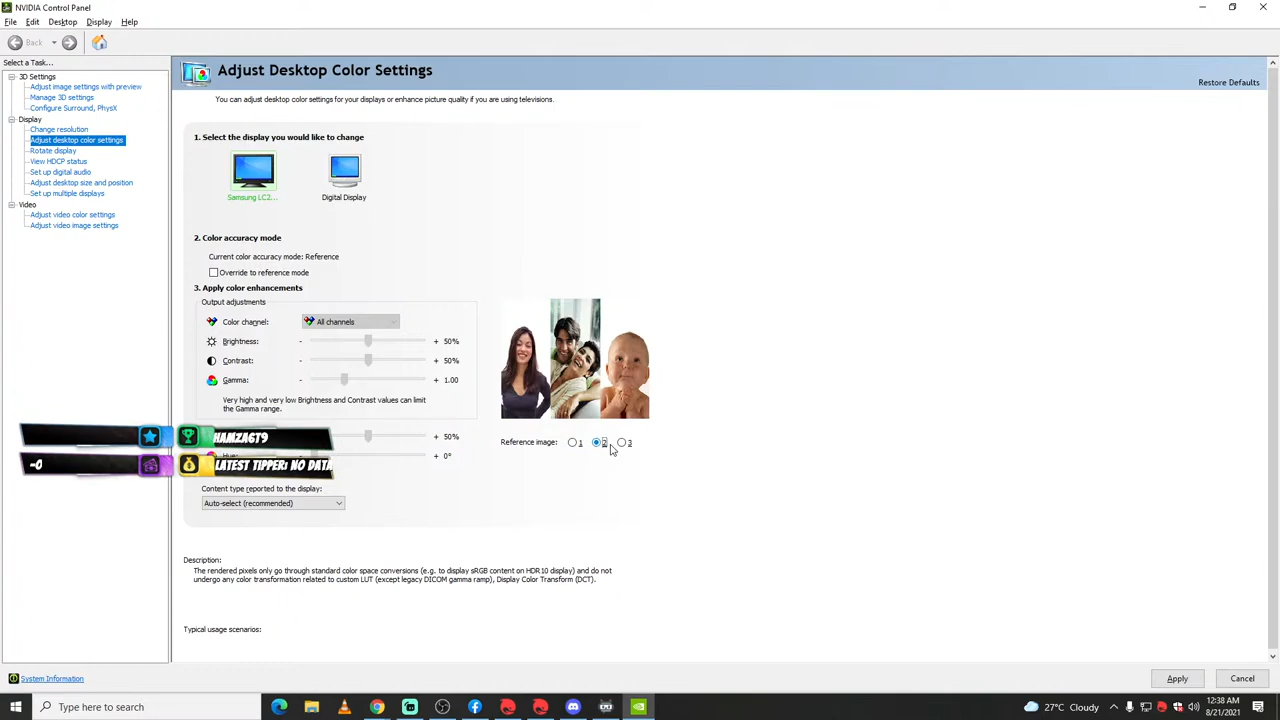 NVIDIA Control Panel
File Edit Desktop Display Help
Back
Select a Task...
3D Settings
Adjust image settings with preview
Manage 3D settings
Configure Surround, PhysX
Display
Change resolution
Adjust desktop color settings
Rotate display
View HDCP status
Set up digital audio
Adjust desktop size and position
Set up multiple displays
Video
Adjust video color settings
Adjust video image settings
Adjust Desktop Color Settings
Restore Defaults
You can adjust desktop color settings for your displays or enhance picture quality if you are using televisions.
1. Select the display you would like to change
Samsung LC2... Digital Display
2. Color accuracy mode
Current color accuracy mode: Reference
Override to reference mode
3. Apply color enhancements
Output adjustments
Color channel: All channels
Brightness: - + 50%
Contrast: - + 50%
Gamma: - + 1.00
Very high and very low Brightness and Contrast values can limit
the Gamma range.
HAMZA6T9
+ 50%
Reference image: 1 2 3
-0
LATEST TIPPER: NO DATA
Hue: + 0°
Content type reported to the display:
Auto-select (recommended)
Description:
The rendered pixels only go through standard color space conversions (e.g. to display sRGB content on HDR10 display) and do not
undergo any color transformation related to custom LUT (except legacy DICOM gamma ramp), Display Color Transform (DCT).
Typical usage scenarios:
System Information
Apply Cancel
Type here to search
27°C Clear
ENG
12:38 AM
8/21/2021